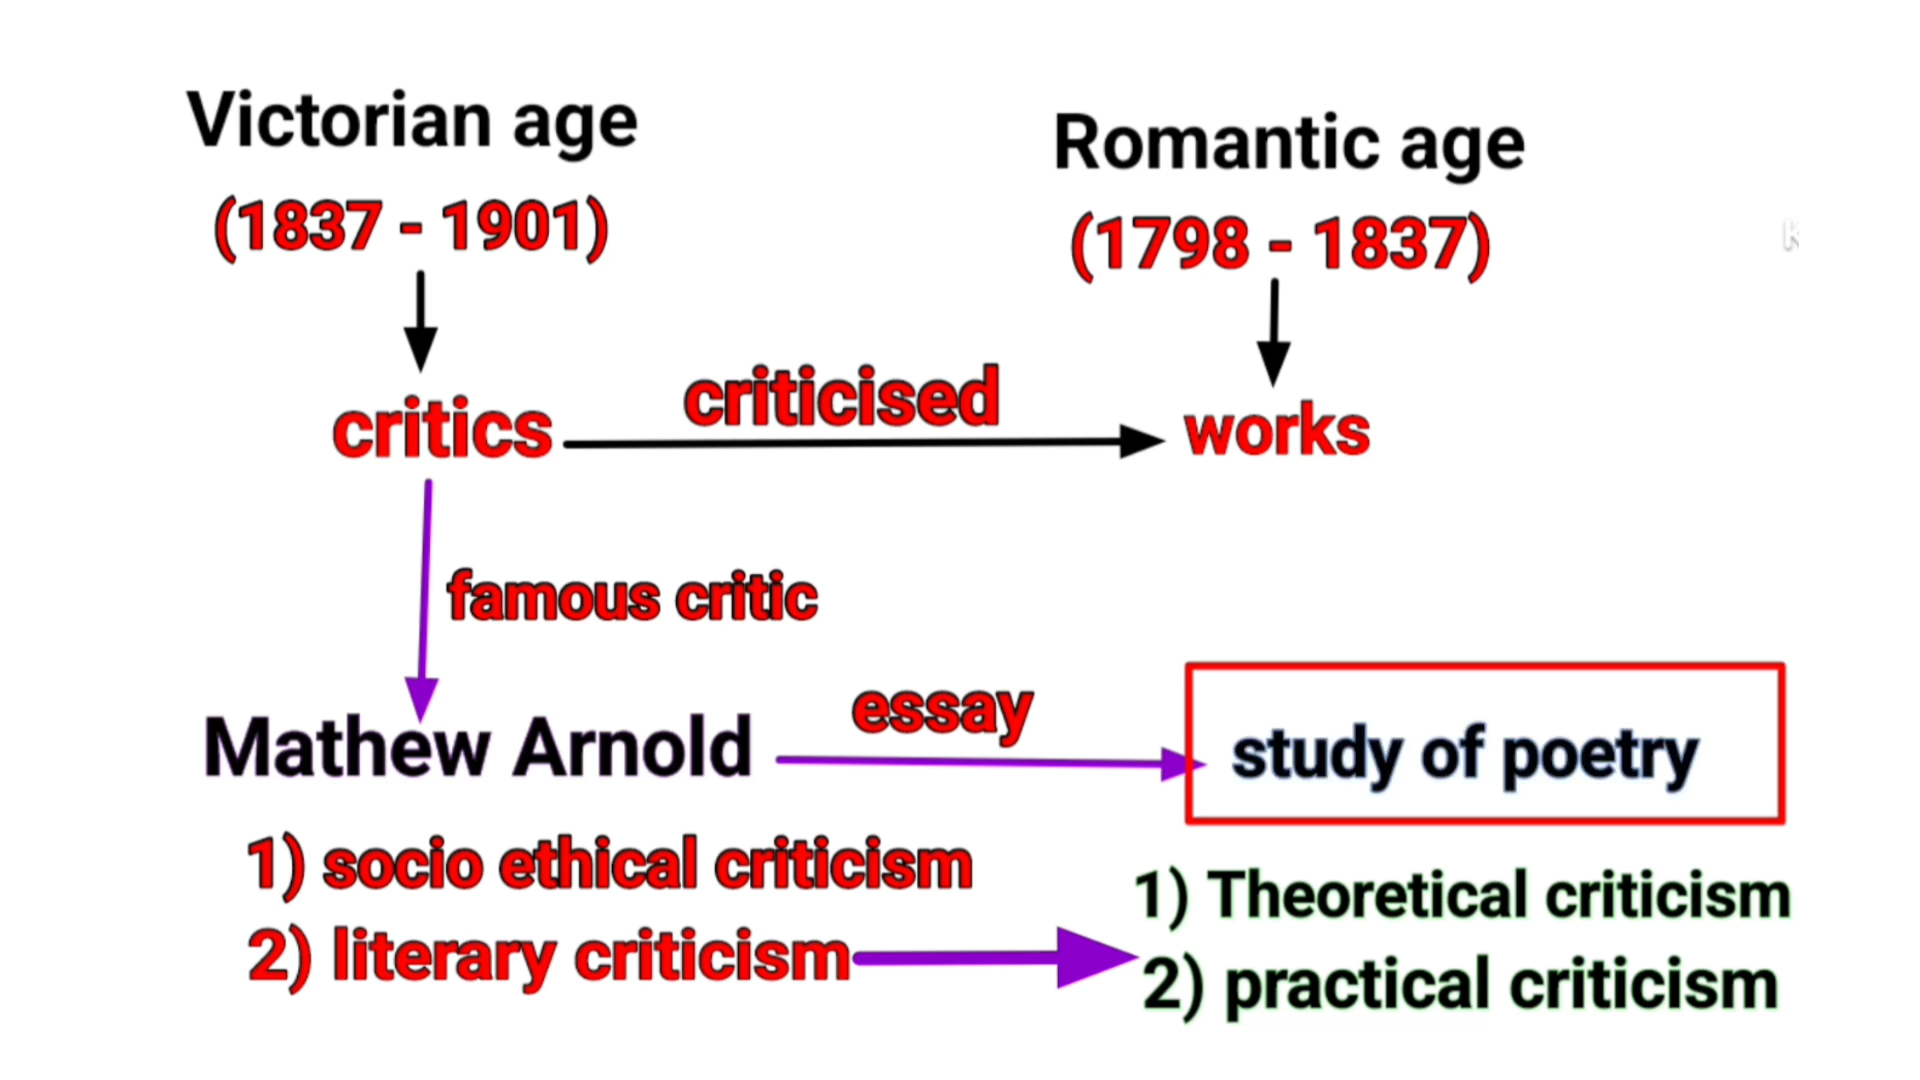 Victorian age
(1837 - 1901)
Romantic age
(1798 - 1837)
critics
criticised
works
famous critic
Mathew Arnold
essay
study of poetry
1) socio ethical criticism
2) literary criticism
1) Theoretical criticism
2) practical criticism